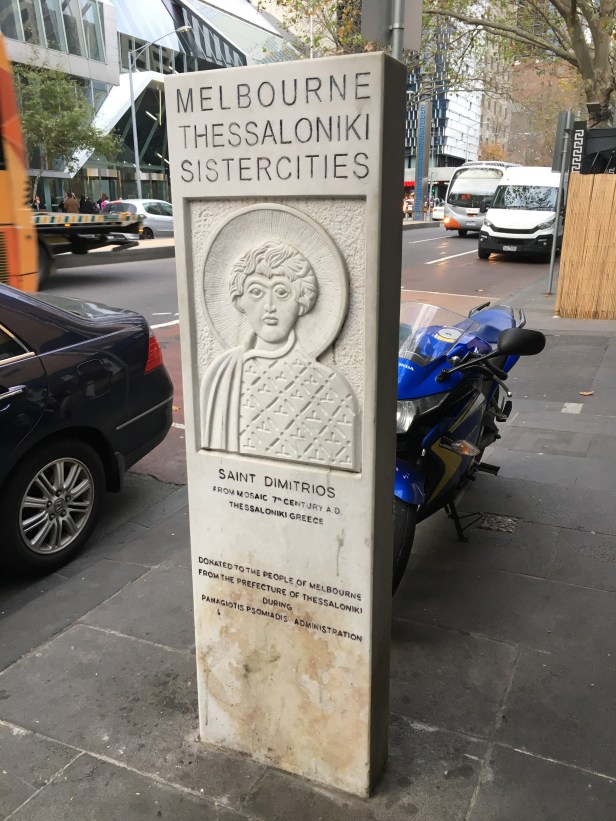 MELBOURNE
THESSALONIKI
SISTERCITIES
SAINT DIMITRIOS
FROM MOSAIC 7TH CENTURY A.D.
THESSALONIKI GREECE
DONATED TO THE PEOPLE OF MELBOURNE
FROM THE PREFECTURE OF THESSALONIKI
DURING
PANAGIOTIS PSOMIADIS ADMINISTRATION